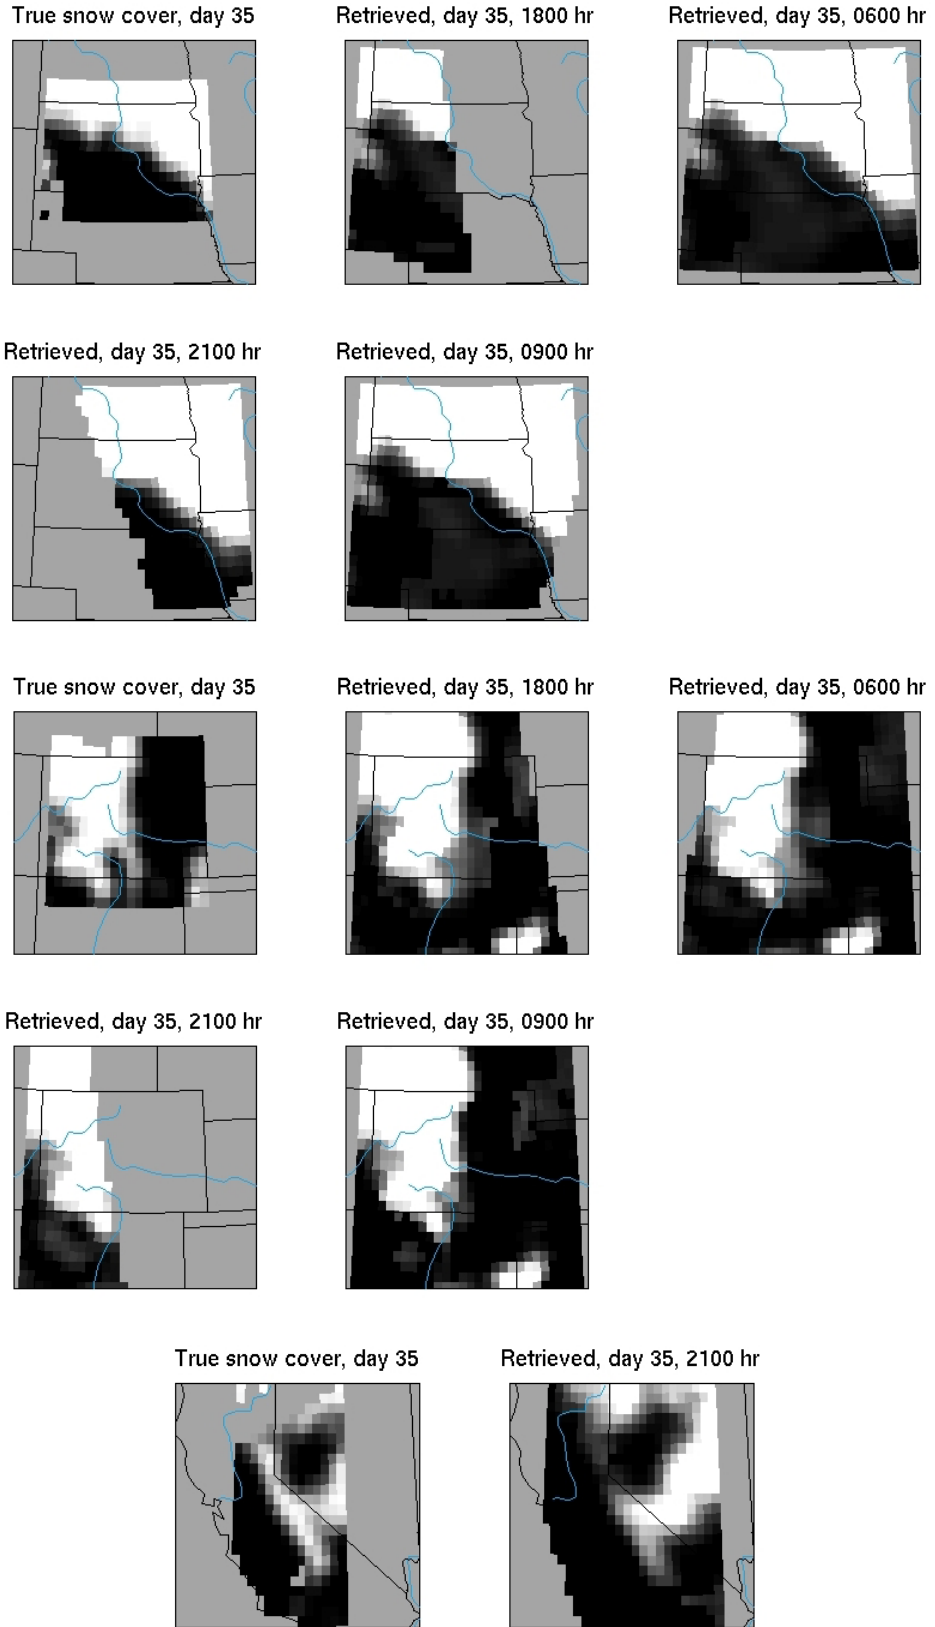 True snow cover, day 35
Retrieved, day 35, 1800 hr
Retrieved, day 35, 0600 hr
Retrieved, day 35, 2100 hr
Retrieved, day 35, 0900 hr
True snow cover, day 35
Retrieved, day 35, 1800 hr
Retrieved, day 35, 0600 hr
Retrieved, day 35, 2100 hr
Retrieved, day 35, 0900 hr
True snow cover, day 35
Retrieved, day 35, 2100 hr